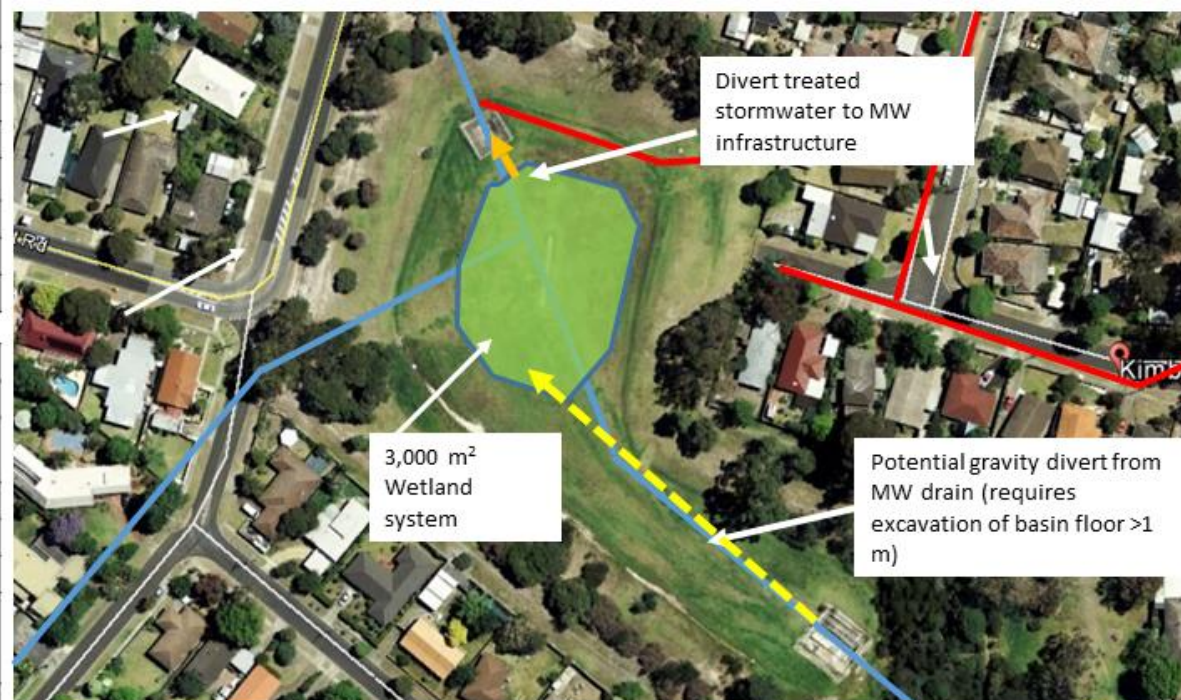 Divert treated
stormwater to MW
infrastructure
Rd
Kimb
3,000 m²
Wetland
system
Potential gravity divert from
MW drain (requires
excavation of basin floor >1
m)